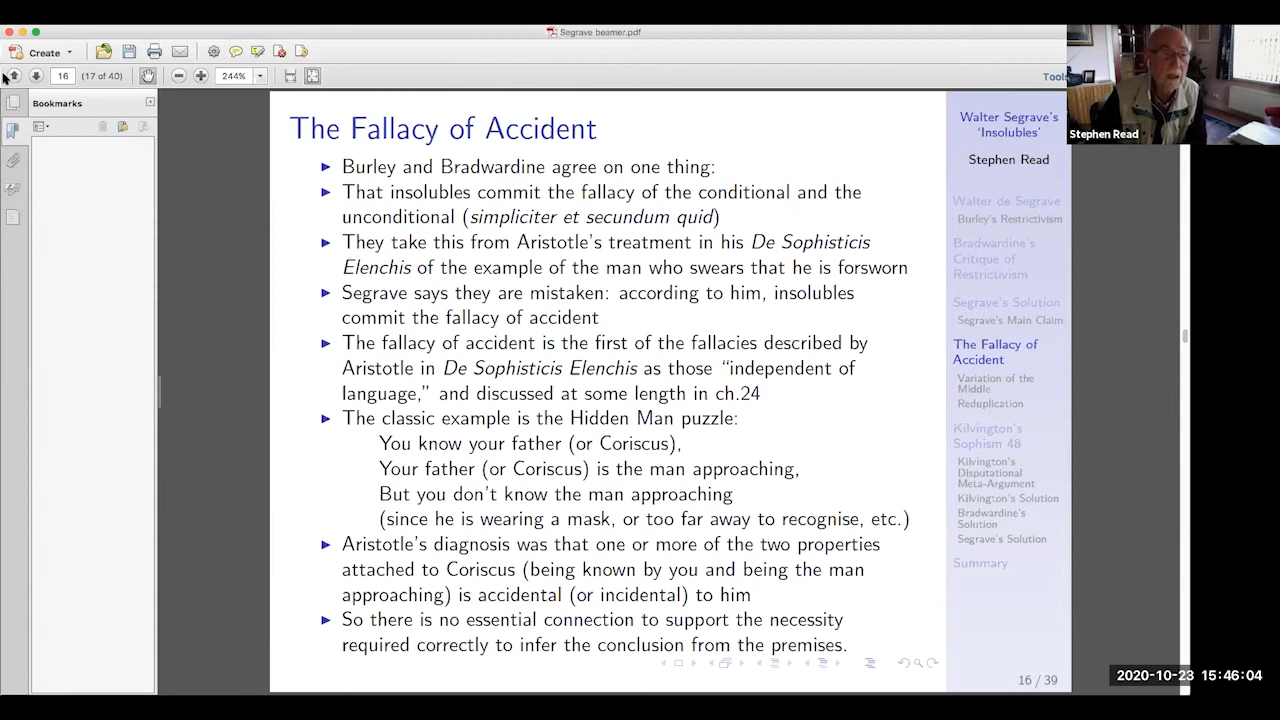 Segrave beamer.pdf
Create
16 (17 of 40) 244% Tools
Bookmarks
The Fallacy of Accident
▶ Burley and Bradwardine agree on one thing:
▶ That insolubles commit the fallacy of the conditional and the
unconditional (simpliciter et secundum quid)
▶ They take this from Aristotle's treatment in his De Sophisticis
Elenchis of the example of the man who swears that he is forsworn
▶ Segrave says they are mistaken: according to him, insolubles
commit the fallacy of accident
▶ The fallacy of accident is the first of the fallacies described by
Aristotle in De Sophisticis Elenchis as those “independent of
language,” and discussed at some length in ch.24
▶ The classic example is the Hidden Man puzzle:
You know your father (or Coriscus),
Your father (or Coriscus) is the man approaching,
But you don't know the man approaching
(since he is wearing a mask, or too far away to recognise, etc.)
▶ Aristotle's diagnosis was that one or more of the two properties
attached to Coriscus (being known by you and being the man
approaching) is accidental (or incidental) to him
▶ So there is no essential connection to support the necessity
required correctly to infer the conclusion from the premises.
Walter Segrave's
‘Insolubles’
Stephen Read
Walter de Segrave
Burley's Restrictivism
Bradwardine's
Critique of
Restrictivism
Segrave's Solution
Segrave's Main Claim
The Fallacy of
Accident
Variation of the
Middle
Reduplication
Kilvington's
Sophism 48
Kilvington's
Disputational
Meta-Argument
Kilvington's Solution
Bradwardine's
Solution
Segrave's Solution
Summary
16 / 39
Stephen Read
2020-10-23 15:46:04